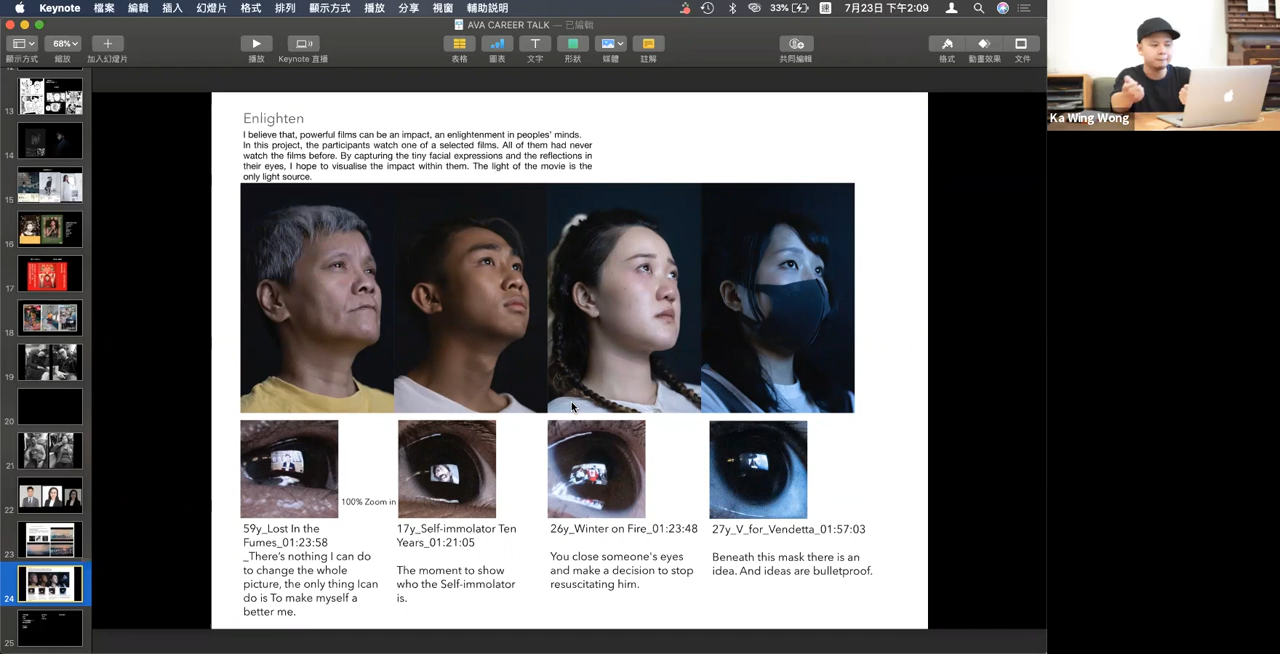 Keynote 檔案 編輯 插入 幻燈片 格式 排列 顯示方式 播放 分享 視窗 輔助說明 33% 7月23日 下午2:09
AVA CAREER TALK — 已編輯
68%
顯示方式 縮放 加入幻燈片 播放 Keynote 直播 表格 圖表 文字 形狀 媒體 註解 共同編輯 格式 動畫效果 文件
Ka Wing Wong
13
14
15
16
17
18
19
20
21
22
23
24
25
Enlighten
I believe that, powerful films can be an impact, an enlightenment in peoples' minds.
In this project, the participants watch one of a selected films. All of them had never
watch the films before. By capturing the tiny facial expressions and the reflections in
their eyes, I hope to visualise the impact within them. The light of the movie is the
only light source.
100% Zoom in
59y_Lost In the
Fumes_01:23:58
_There's nothing I can do
to change the whole
picture, the only thing Ican
do is To make myself a
better me.
17y_Self-immolator Ten
Years_01:21:05
The moment to show
who the Self-immolator
is.
26y_Winter on Fire_01:23:48
You close someone's eyes
and make a decision to stop
resuscitating him.
27y_V_for_Vendetta_01:57:03
Beneath this mask there is an
idea. And ideas are bulletproof.